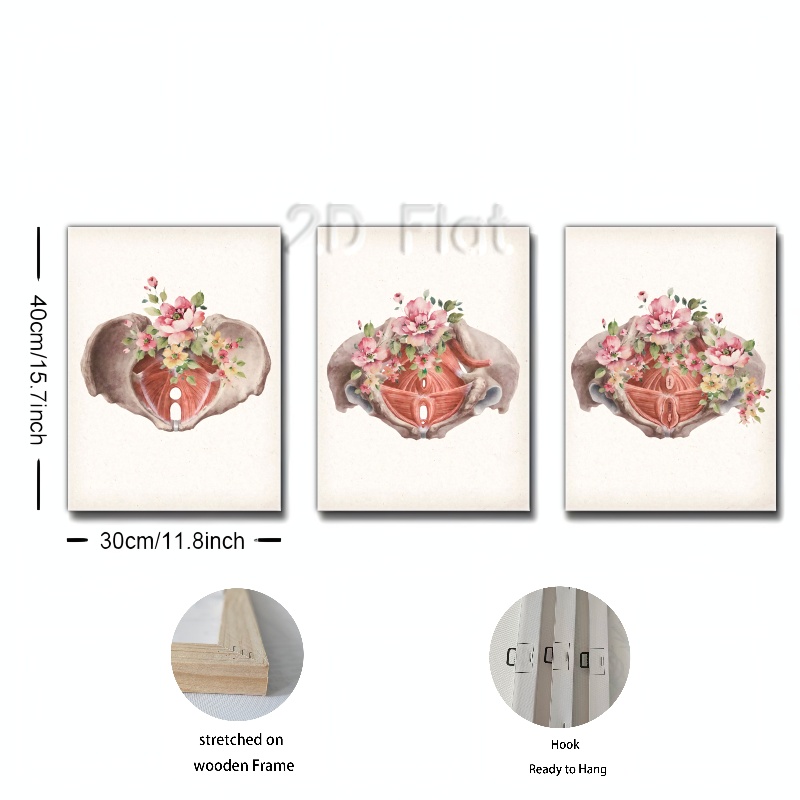 2D Flat
40cm/15.7inch
30cm/11.8inch
stretched on
wooden Frame
Hook
Ready to Hang